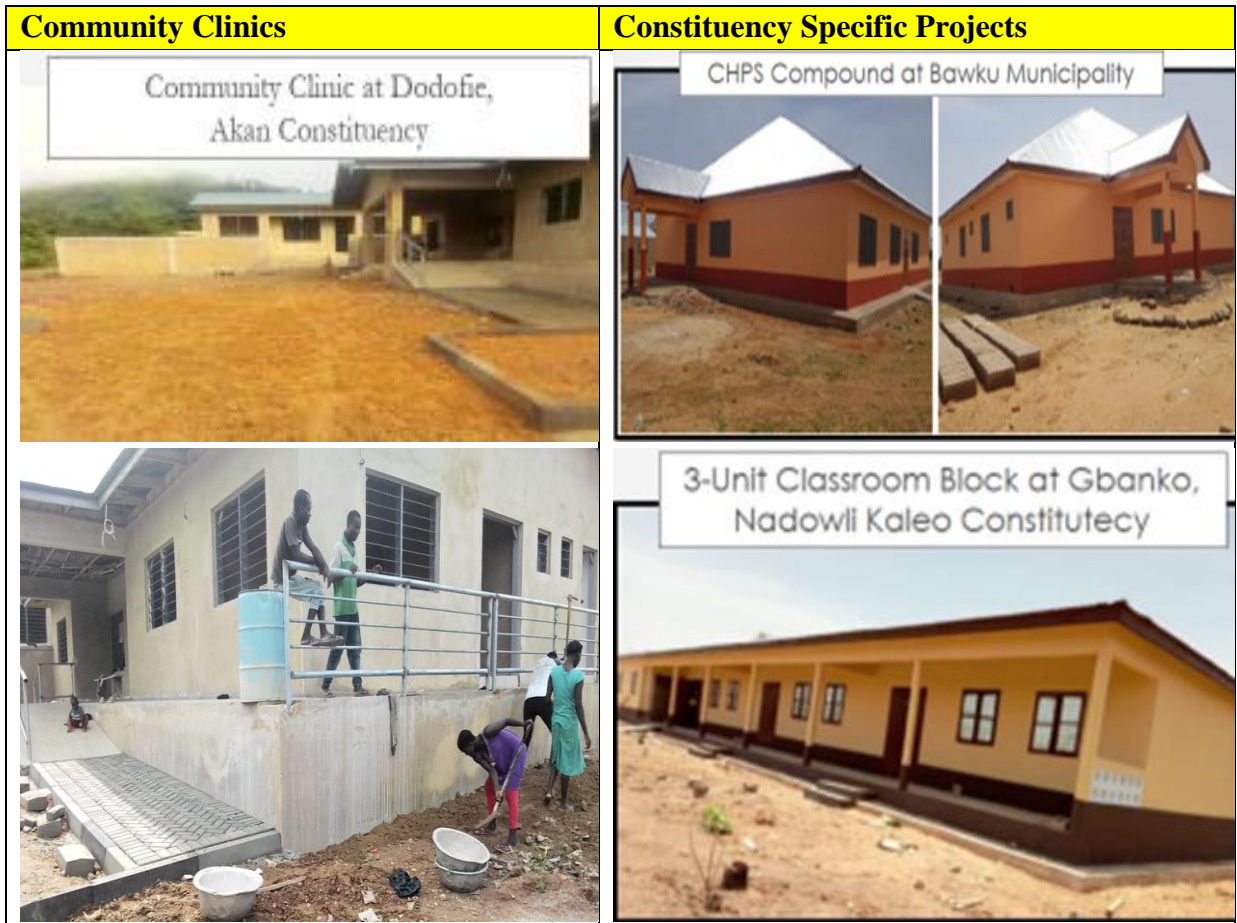 Community Clinics
Constituency Specific Projects
Community Clinic at Dodofie,
Akan Constituency
CHPS Compound at Bawku Municipality
3-Unit Classroom Block at Gbanko,
Nadowli Kaleo Constitutecy